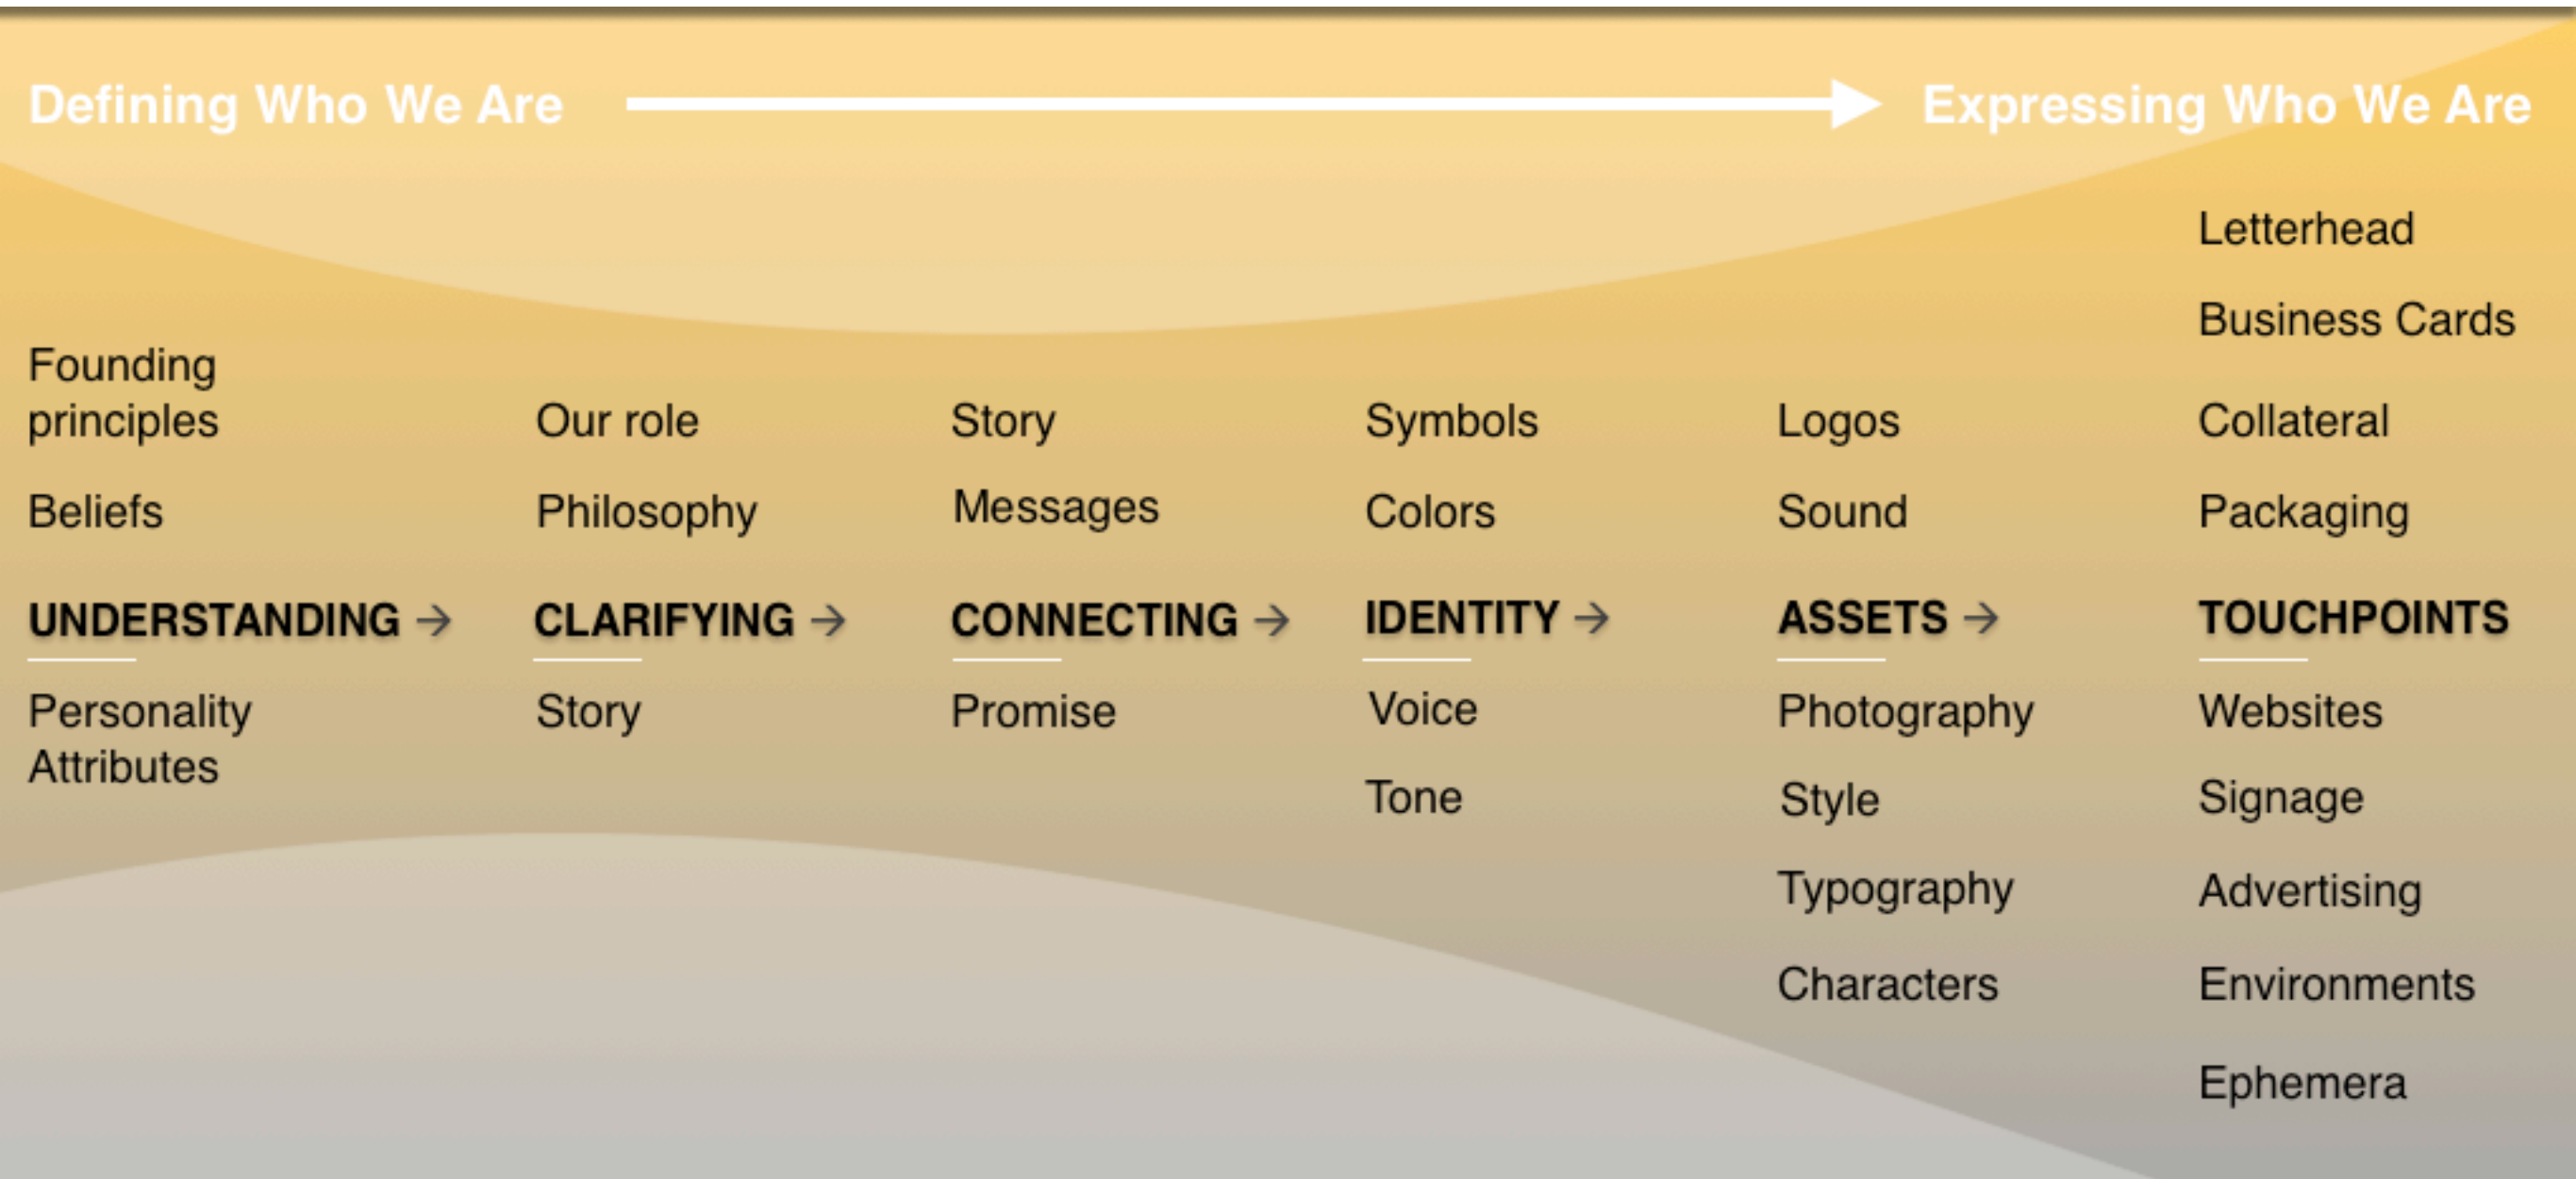 Defining Who We Are
Expressing Who We Are
Founding
principles
Beliefs
UNDERSTANDING →
Personality
Attributes
Our role
Philosophy
CLARIFYING →
Story
Story
Messages
CONNECTING →
Promise
Symbols
Colors
IDENTITY →
Voice
Tone
Logos
Sound
ASSETS →
Photography
Style
Typography
Characters
Letterhead
Business Cards
Collateral
Packaging
TOUCHPOINTS
Websites
Signage
Advertising
Environments
Ephemera